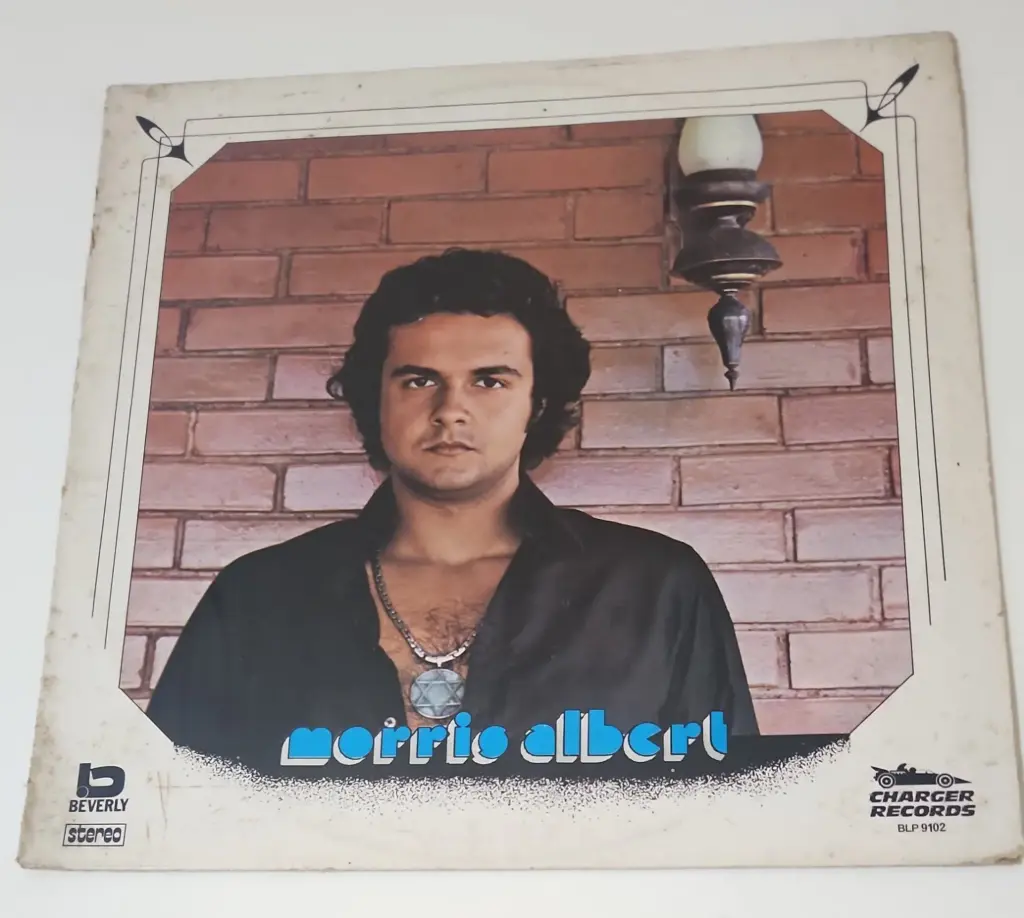 morris albert
b
BEVERLY
stereo
CHARGER
RECORDS
BLP 9102